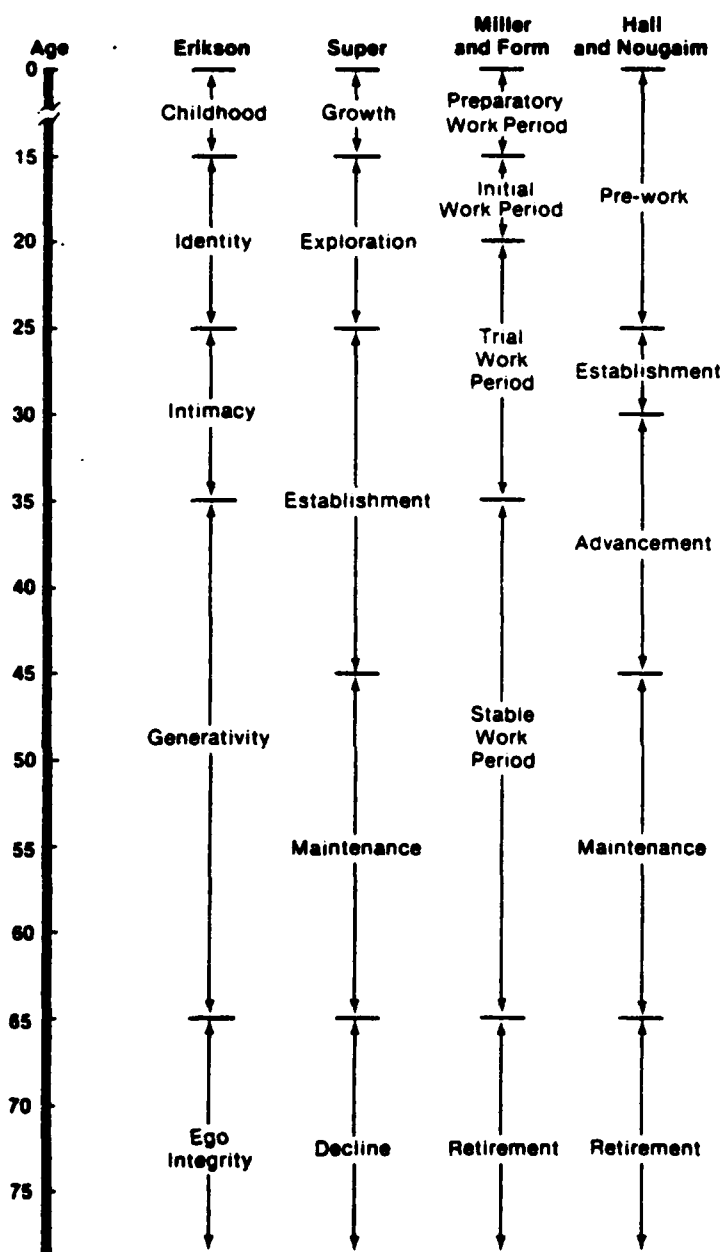 Age
Erikson
Super
Miller
and Form
Hall
and Nougaim
0
15
20
25
30
35
40
45
50
55
60
65
70
75
Childhood
Identity
Intimacy
Generativity
Ego
Integrity
Growth
Exploration
Establishment
Maintenance
Decline
Preparatory
Work Period
Initial
Work Period
Trial
Work
Period
Stable
Work
Period
Retirement
Pre-work
Establishment
Advancement
Maintenance
Retirement